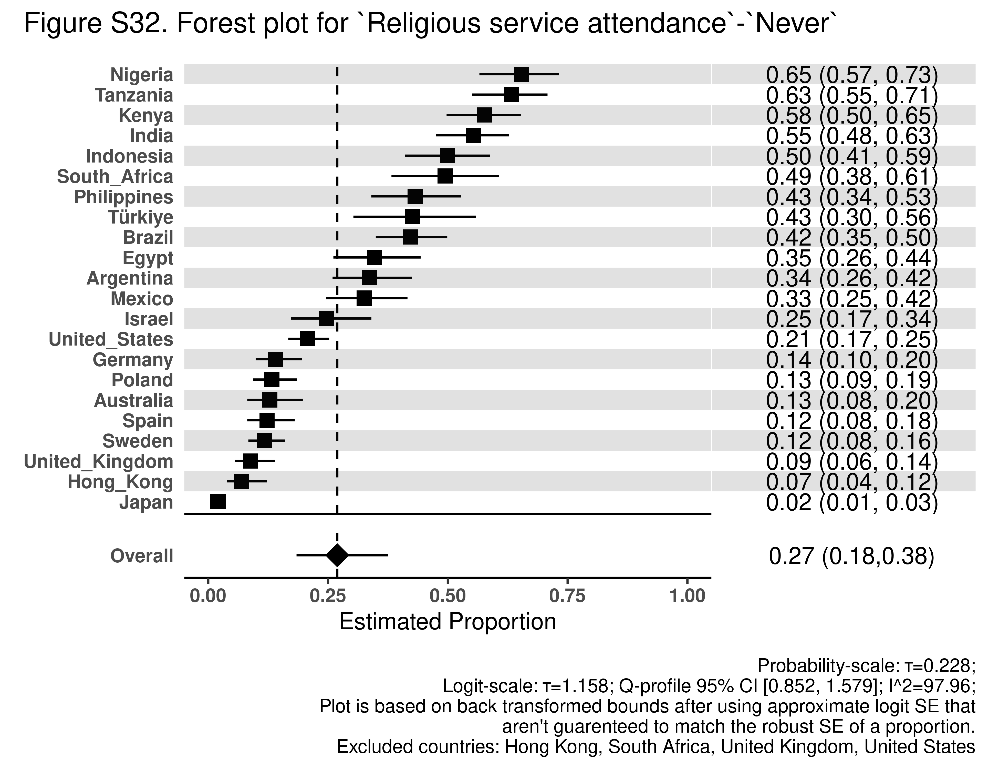 Figure S32. Forest plot for `Religious service attendance`-`Never`
Nigeria 0.65 (0.57, 0.73)
Tanzania 0.63 (0.55, 0.71)
Kenya 0.58 (0.50, 0.65)
India 0.55 (0.48, 0.63)
Indonesia 0.50 (0.41, 0.59)
South_Africa 0.49 (0.38, 0.61)
Philippines 0.43 (0.34, 0.53)
Türkiye 0.43 (0.30, 0.56)
Brazil 0.42 (0.35, 0.50)
Egypt 0.35 (0.26, 0.44)
Argentina 0.34 (0.26, 0.42)
Mexico 0.33 (0.25, 0.42)
Israel 0.25 (0.17, 0.34)
United_States 0.21 (0.17, 0.25)
Germany 0.14 (0.10, 0.20)
Poland 0.13 (0.09, 0.19)
Australia 0.13 (0.08, 0.20)
Spain 0.12 (0.08, 0.18)
Sweden 0.12 (0.08, 0.16)
United_Kingdom 0.09 (0.06, 0.14)
Hong_Kong 0.07 (0.04, 0.12)
Japan 0.02 (0.01, 0.03)
Overall 0.27 (0.18,0.38)
0.00 0.25 0.50 0.75 1.00
Estimated Proportion
Probability-scale: τ=0.228;
Logit-scale: τ=1.158; Q-profile 95% CI [0.852, 1.579]; I^2=97.96;
Plot is based on back transformed bounds after using approximate logit SE that
aren't guarenteed to match the robust SE of a proportion.
Excluded countries: Hong Kong, South Africa, United Kingdom, United States